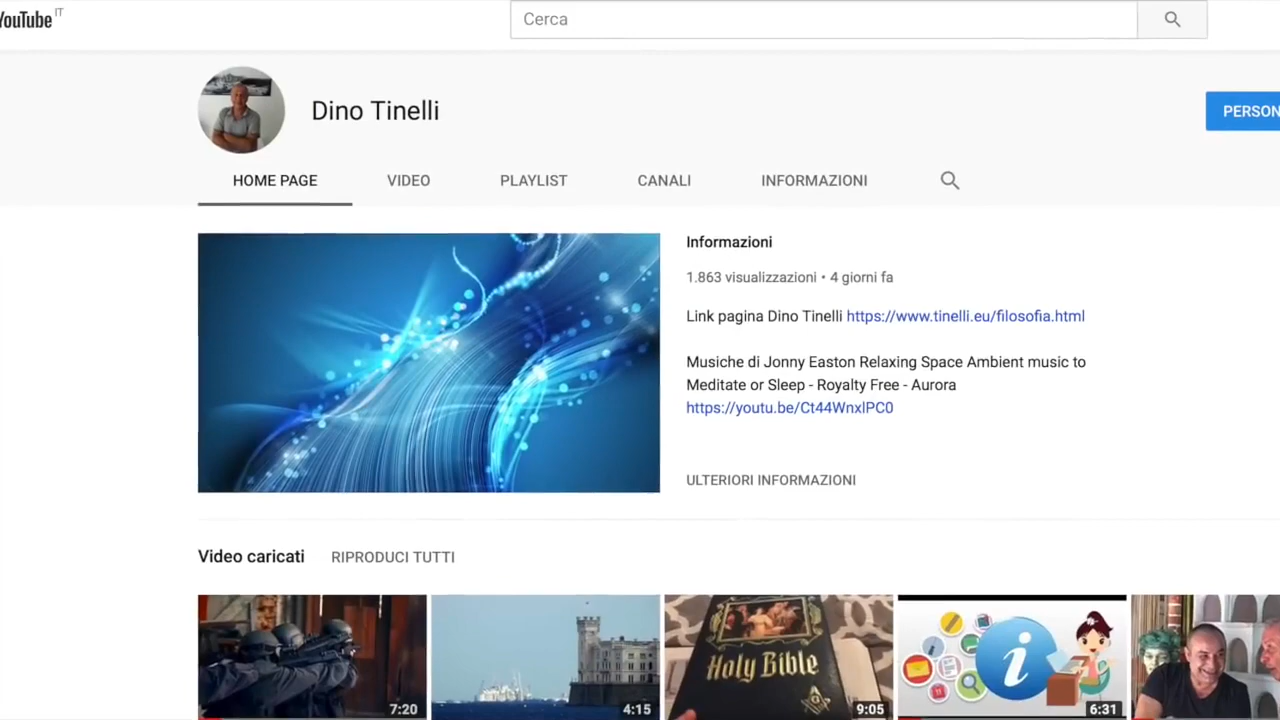 YouTube IT
Cerca
Dino Tinelli
PERSON
HOME PAGE VIDEO PLAYLIST CANALI INFORMAZIONI
Informazioni
1.863 visualizzazioni • 4 giorni fa
Link pagina Dino Tinelli https://www.tinelli.eu/filosofia.html
Musiche di Jonny Easton Relaxing Space Ambient music to
Meditate or Sleep - Royalty Free - Aurora
https://youtu.be/Ct44WnxlPC0
ULTERIORI INFORMAZIONI
Video caricati RIPRODUCI TUTTI
Holy Bible
i
G
7:20 4:15 9:05 6:31